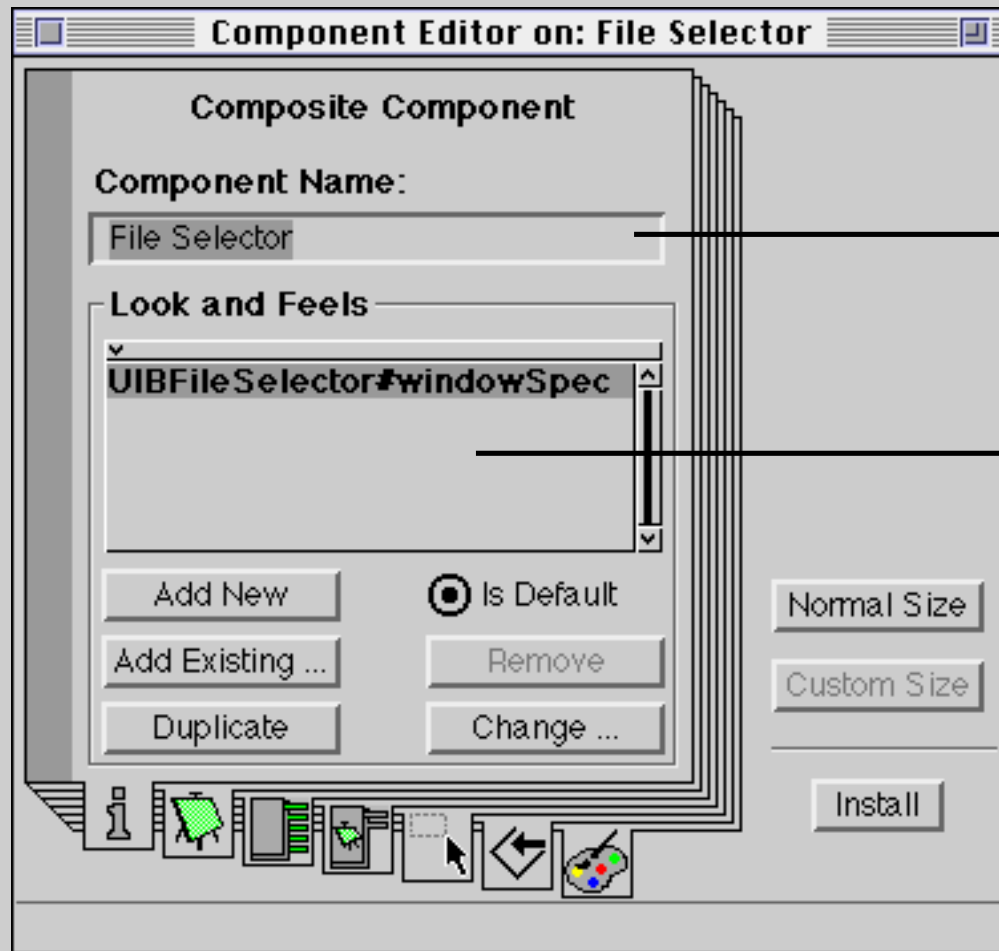 Component Editor on: File Selector
Composite Component
Component Name:
File Selector
Look and Feels
UIBFileSelector#windowSpec
Add New
Is Default
Normal Size
Add Existing ...
Remove
Custom Size
Duplicate
Change ...
Install